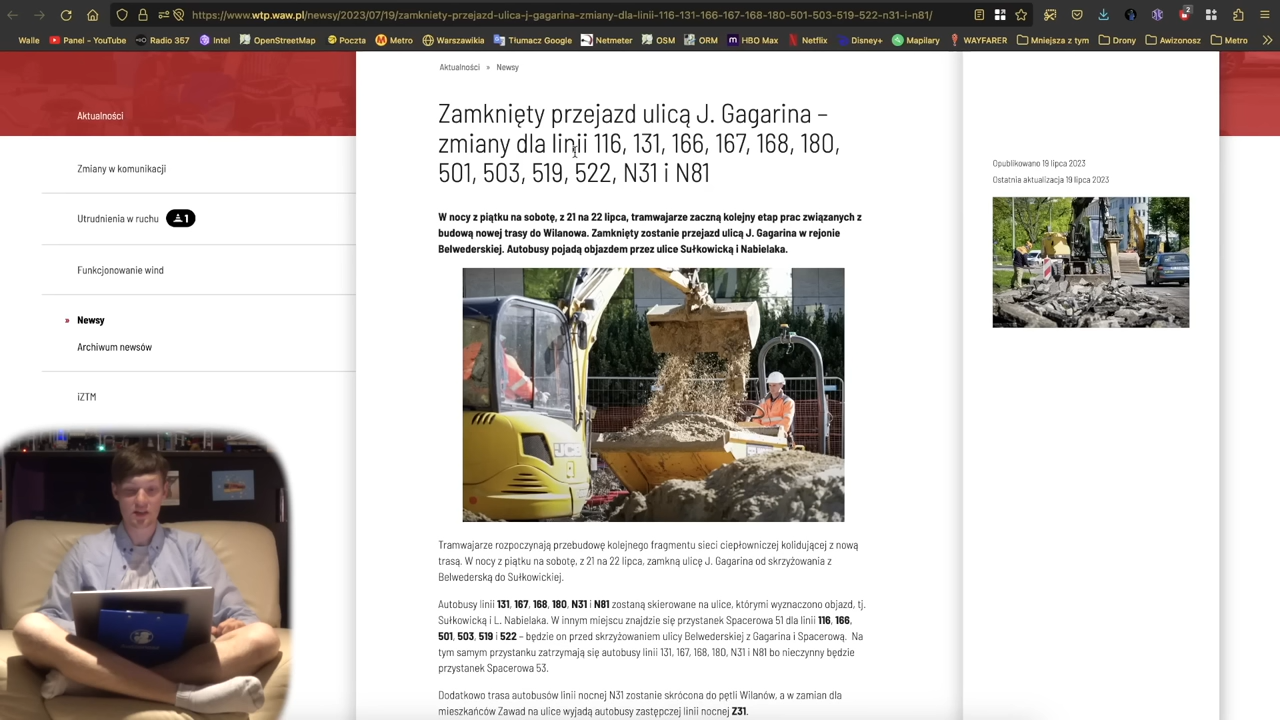 https://www.wtp.waw.pl/newsy/2023/07/19/zamkniety-przejazd-ulica-j-gagarina-zmiany-dla-linii-116-131-166-167-168-180-501-503-519-522-n31-i-n81/
2
Walle Panel - YouTube Radio 357 Intel OpenStreetMap Poczta Metro Warszawikia Tłumacz Google Netmeter OSM ORM HBO Max Netflix Disney+ Mapilary WAYFARER Mniejsza z tym Drony Awizonosz Metro
Aktualności » Newsy
Aktualności
Zmiany w komunikacji
Utrudnienia w ruchu 1
Funkcjonowanie wind
» Newsy
Archiwum newsów
iZTM
Zamknięty przejazd ulicą J. Gagarina –
zmiany dla linii 116, 131, 166, 167, 168, 180,
501, 503, 519, 522, N31 i N81
W nocy z piątku na sobotę, z 21 na 22 lipca, tramwajarze zaczną kolejny etap prac związanych z
budową nowej trasy do Wilanowa. Zamknięty zostanie przejazd ulicą J. Gagarina w rejonie
Belwederskiej. Autobusy pojadą objazdem przez ulice Sułkowicką i Nabielaka.
Tramwajarze rozpoczynają przebudowę kolejnego fragmentu sieci ciepłowniczej kolidującej z nową
trasą. W nocy z piątku na sobotę, z 21 na 22 lipca, zamkną ulicę J. Gagarina od skrzyżowania z
Belwederską do Sułkowickiej.
Autobusy linii 131, 167, 168, 180, N31 i N81 zostaną skierowane na ulice, którymi wyznaczono objazd, tj.
Sułkowicką i L. Nabielaka. W innym miejscu znajdzie się przystanek Spacerowa 51 dla linii 116, 166,
501, 503, 519 i 522 – będzie on przed skrzyżowaniem ulicy Belwederskiej z Gagarina i Spacerową. Na
tym samym przystanku zatrzymają się autobusy linii 131, 167, 168, 180, N31 i N81 bo nieczynny będzie
przystanek Spacerowa 53.
Dodatkowo trasa autobusów linii nocnej N31 zostanie skrócona do pętli Wilanów, a w zamian dla
mieszkańców Zawad na ulice wyjadą autobusy zastępczej linii nocnej Z31.
Opublikowano 19 lipca 2023
Ostatnia aktualizacja 19 lipca 2023